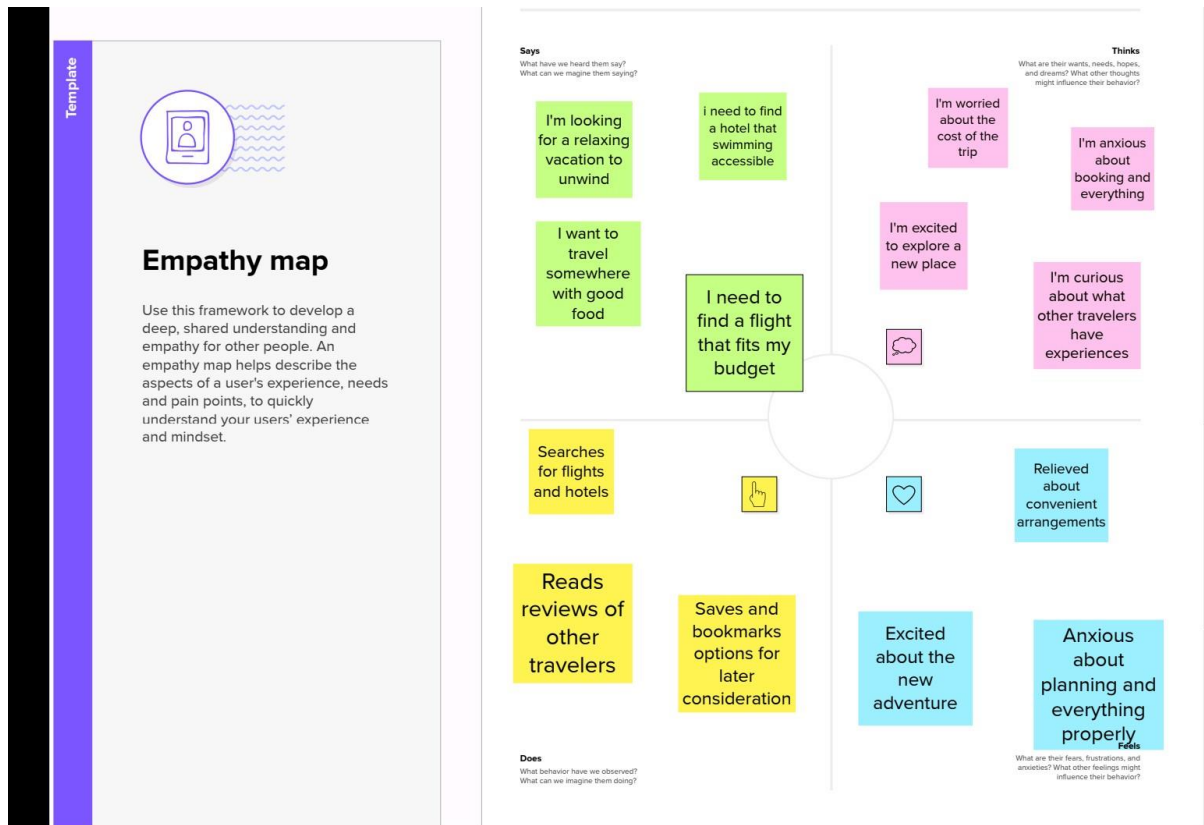 Template
Empathy map
Use this framework to develop a
deep, shared understanding and
empathy for other people. An
empathy map helps describe the
aspects of a user's experience, needs
and pain points, to quickly
understand your users' experience
and mindset.
Says
What have we heard them say?
What can we magine them saying?
I'm looking
for a relaxing
vacation to
unwind
i need to find
a hotel that
swimming
accessible
I want to
travel
somewhere
with good
food
I need to
find a flight
that fits my
budget
Thinks
What are their wants, needs, hopes,
and dreams? What other thoughts
might influence their behavior?
I'm worried
about the
cost of the
trip
I'm anxious
about
booking and
everything
I'm excited
to explore a
new place
I'm curious
about what
other travelers
have
experiences
Searches
for flights
and hotels
Reads
reviews of
other
travelers
Saves and
bookmarks
options for
later
consideration
Does
What behavior have we observed?
What can we imagine them doing?
Relieved
about
convenient
arrangements
Excited
about the
new
adventure
Anxious
about
planning and
everything
properly
Feels
What are their fears, frustrations, and
anxieties? What other feelings might
influence their behavior?